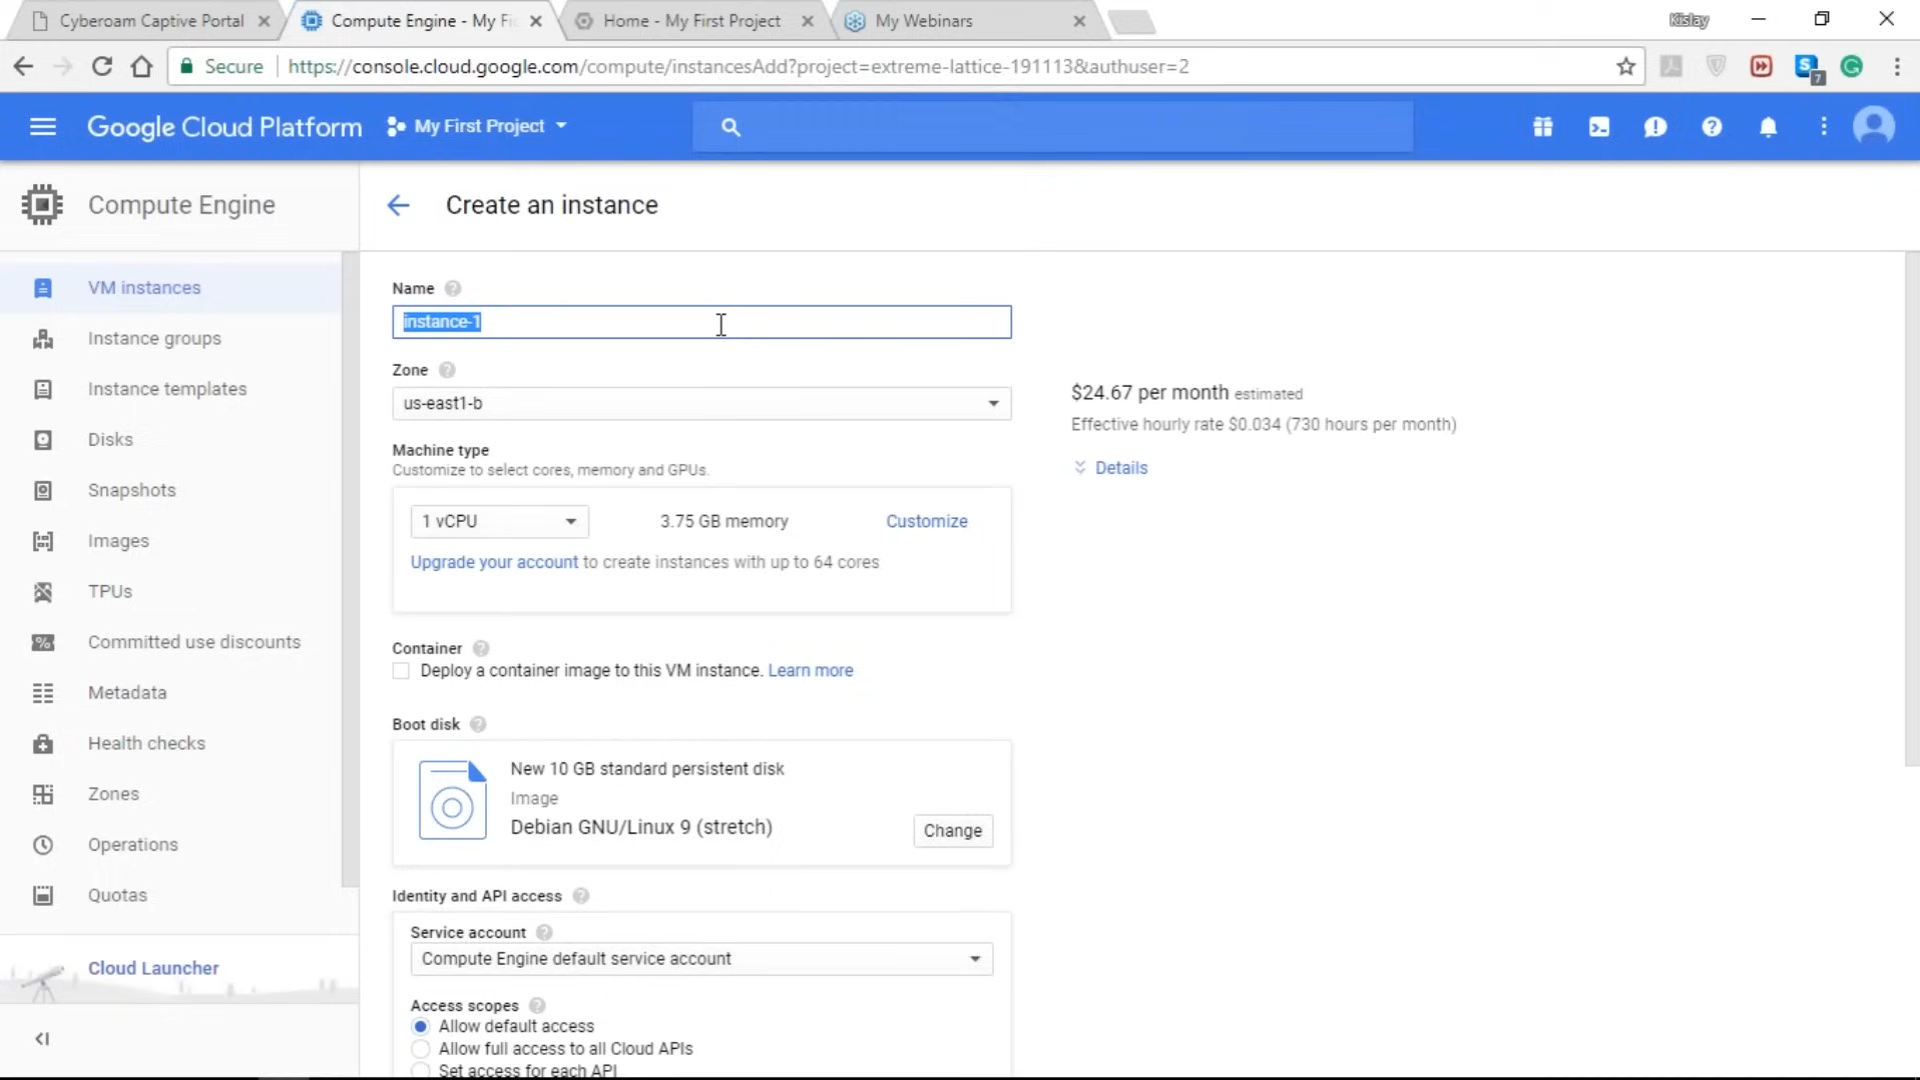 Cyberoam Captive Portal
Compute Engine - My Fi
Home - My First Project
My Webinars
Kislay
Secure
https://console.cloud.google.com/compute/instancesAdd?project=extreme-lattice-191113&authuser=2
7
Google Cloud Platform
My First Project
Compute Engine
Create an instance
VM instances
Instance groups
Instance templates
Disks
Snapshots
Images
TPUs
Committed use discounts
Metadata
Health checks
Zones
Operations
Quotas
Cloud Launcher
Name
instance-1
Zone
us-east1-b
Machine type
Customize to select cores, memory and GPUs.
1 vCPU
3.75 GB memory
Customize
Upgrade your account to create instances with up to 64 cores
Container
Deploy a container image to this VM instance. Learn more
Boot disk
New 10 GB standard persistent disk
Image
Debian GNU/Linux 9 (stretch)
Change
Identity and API access
Service account
Compute Engine default service account
Access scopes
Allow default access
Allow full access to all Cloud APIs
Set access for each API
$24.67 per month estimated
Effective hourly rate $0.034 (730 hours per month)
Details